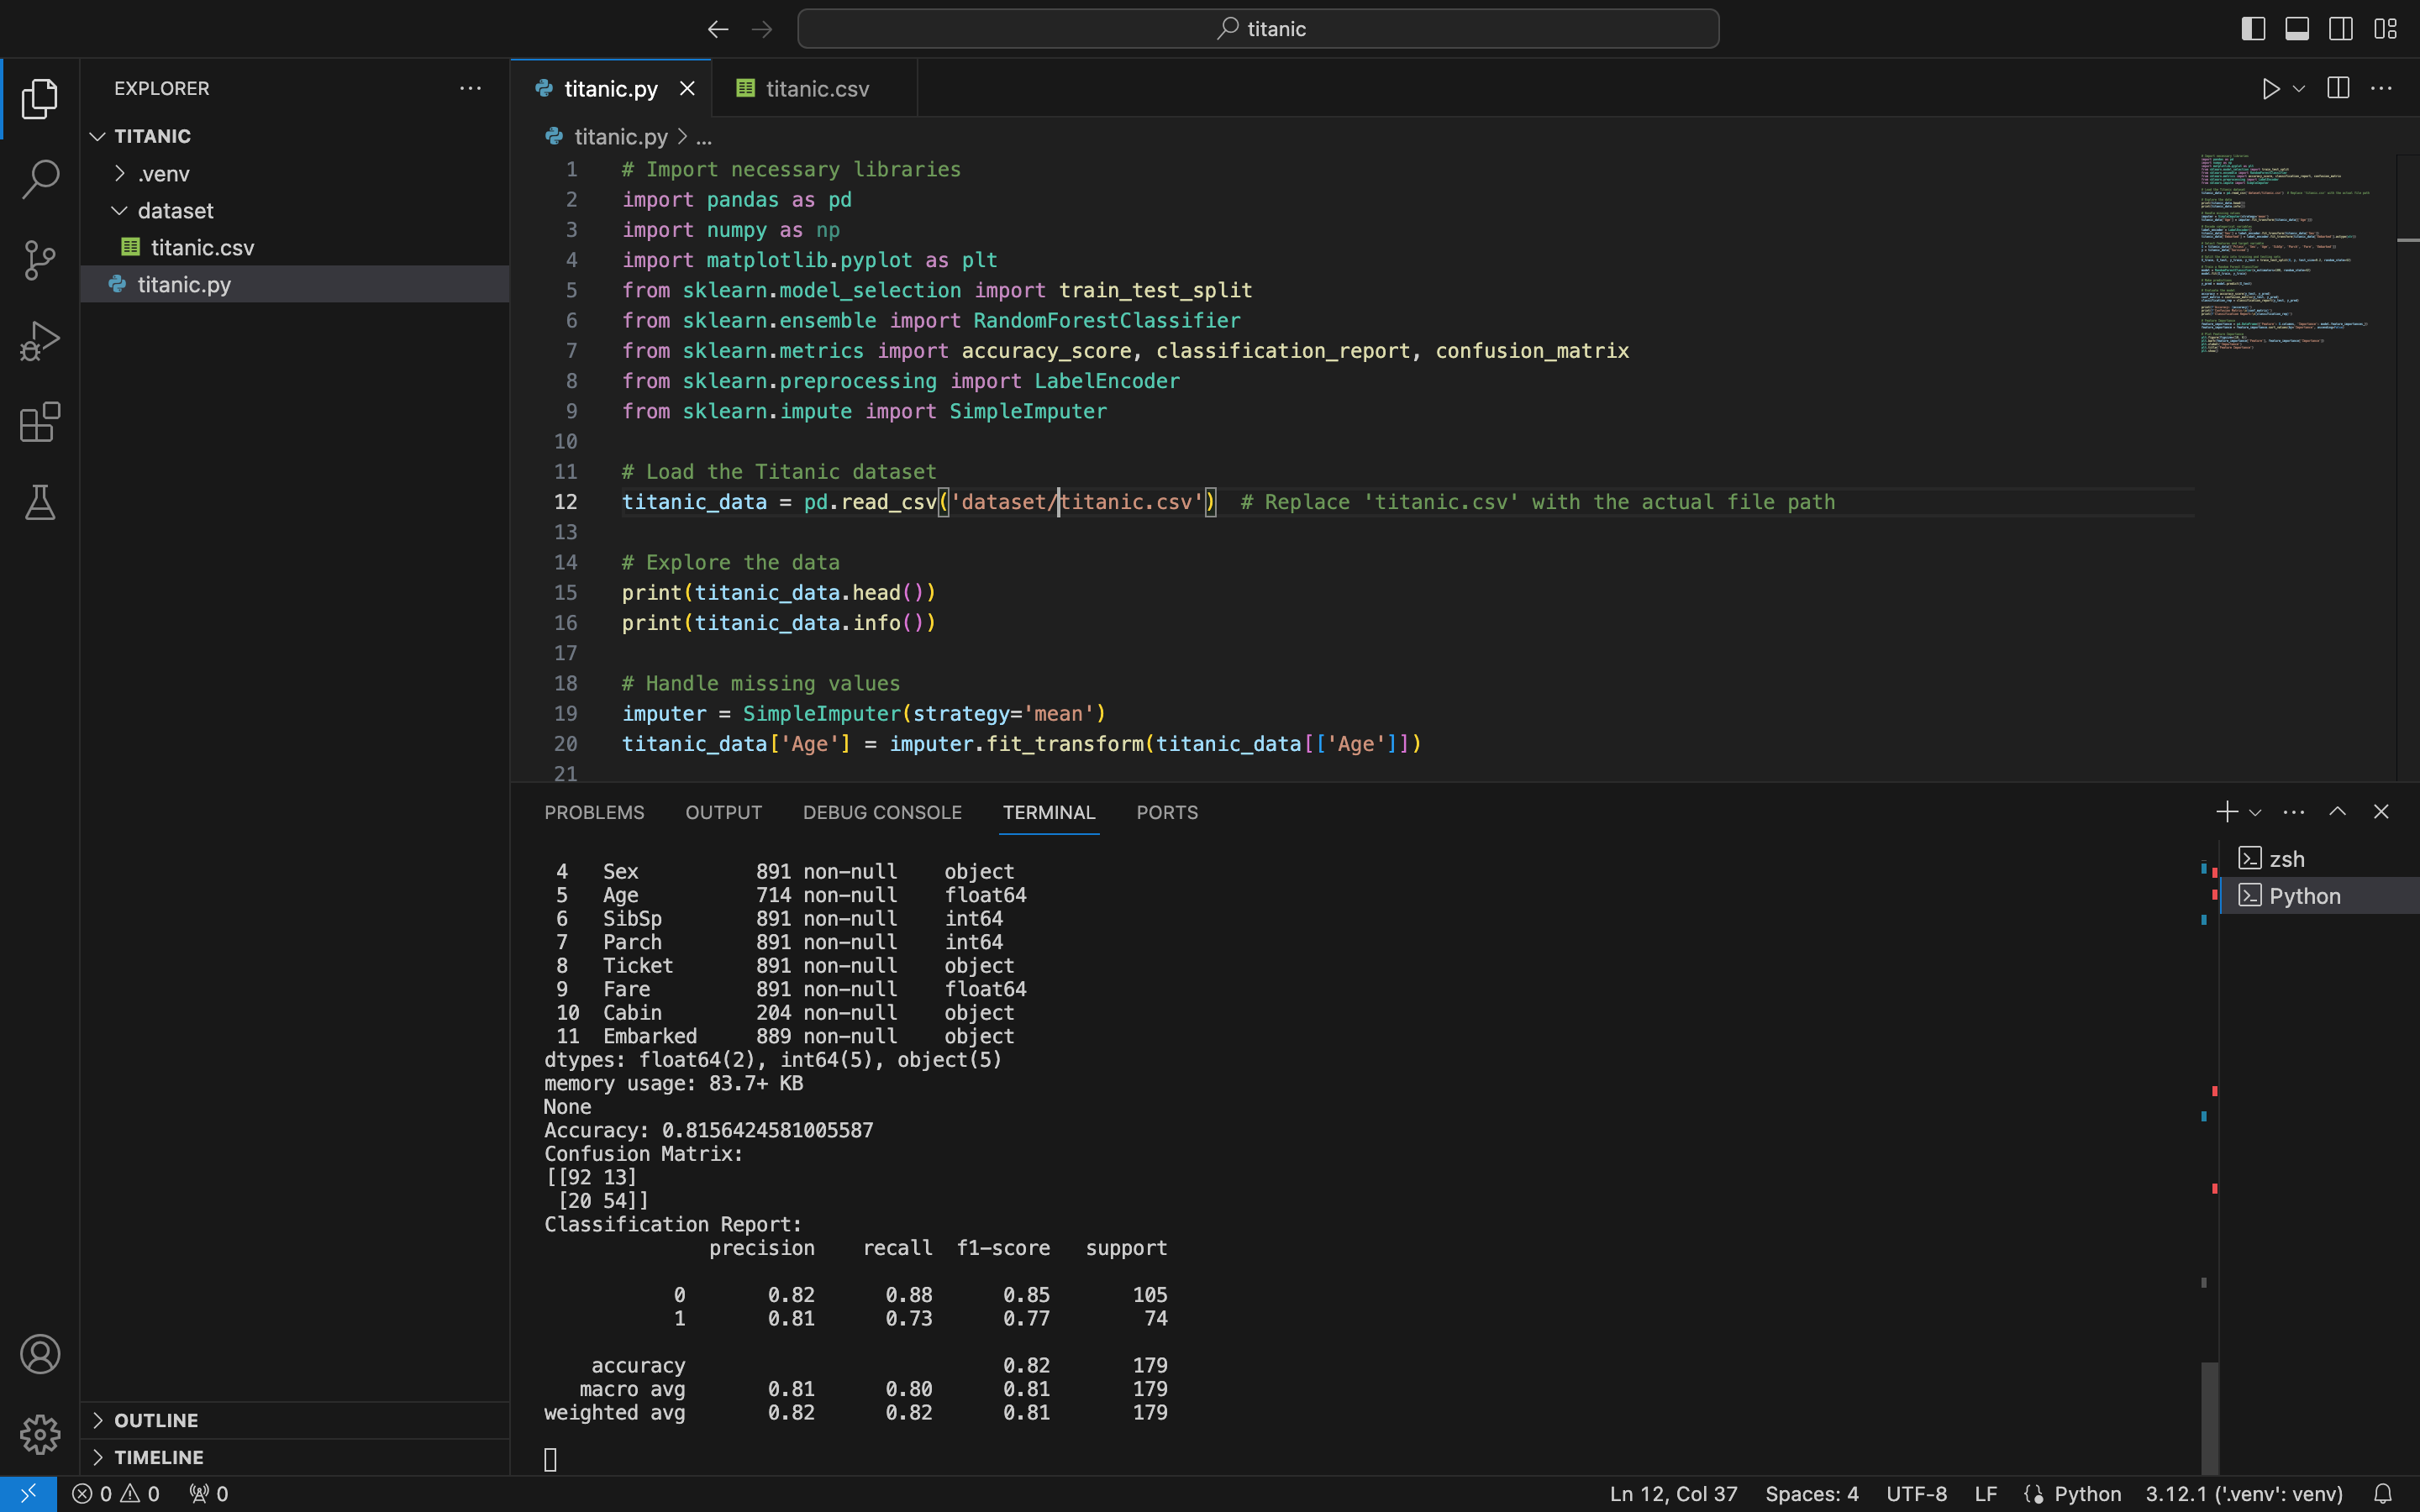 titanic
EXPLORER
TITANIC
.venv
dataset
titanic.csv
titanic.py
OUTLINE
TIMELINE
titanic.py
titanic.csv
titanic.py > ...
1 # Import necessary libraries
2 import pandas as pd
3 import numpy as np
4 import matplotlib.pyplot as plt
5 from sklearn.model_selection import train_test_split
6 from sklearn.ensemble import RandomForestClassifier
7 from sklearn.metrics import accuracy_score, classification_report, confusion_matrix
8 from sklearn.preprocessing import LabelEncoder
9 from sklearn.impute import SimpleImputer
10
11 # Load the Titanic dataset
12 titanic_data = pd.read_csv('dataset/titanic.csv')  # Replace 'titanic.csv' with the actual file path
13
14 # Explore the data
15 print(titanic_data.head())
16 print(titanic_data.info())
17
18 # Handle missing values
19 imputer = SimpleImputer(strategy='mean')
20 titanic_data['Age'] = imputer.fit_transform(titanic_data[['Age']])
21
PROBLEMS OUTPUT DEBUG CONSOLE TERMINAL PORTS
4 Sex 891 non-null object
5 Age 714 non-null float64
6 SibSp 891 non-null int64
7 Parch 891 non-null int64
8 Ticket 891 non-null object
9 Fare 891 non-null float64
10 Cabin 204 non-null object
11 Embarked 889 non-null object
dtypes: float64(2), int64(5), object(5)
memory usage: 83.7+ KB
None
Accuracy: 0.8156424581005587
Confusion Matrix:
[[92 13]
[20 54]]
Classification Report:
precision recall f1-score support
0 0.82 0.88 0.85 105
1 0.81 0.73 0.77 74
accuracy 0.82 179
macro avg 0.81 0.80 0.81 179
weighted avg 0.82 0.82 0.81 179
zsh
Python
0 0 0
Ln 12, Col 37 Spaces: 4 UTF-8 LF Python 3.12.1 ('.venv': venv)